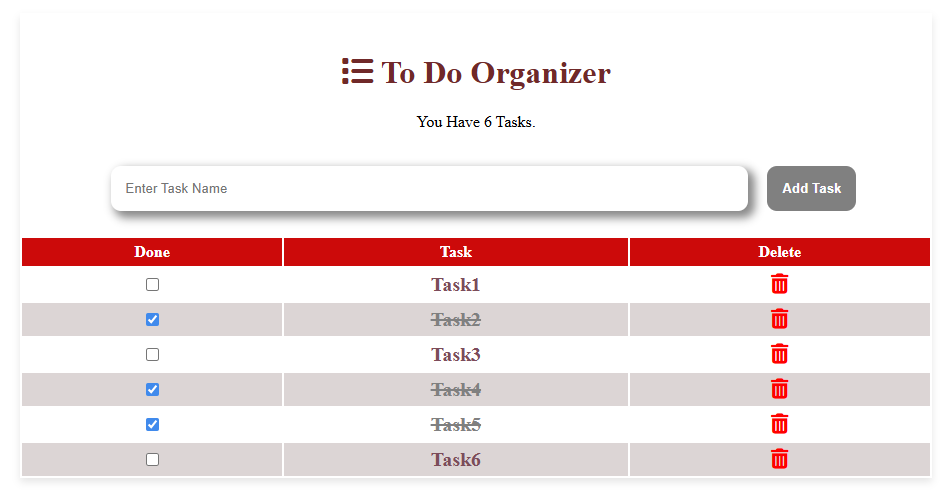 To Do Organizer
You Have 6 Tasks.
Enter Task Name Add Task
Done Task Delete
Task1
Task2
Task3
Task4
Task5
Task6